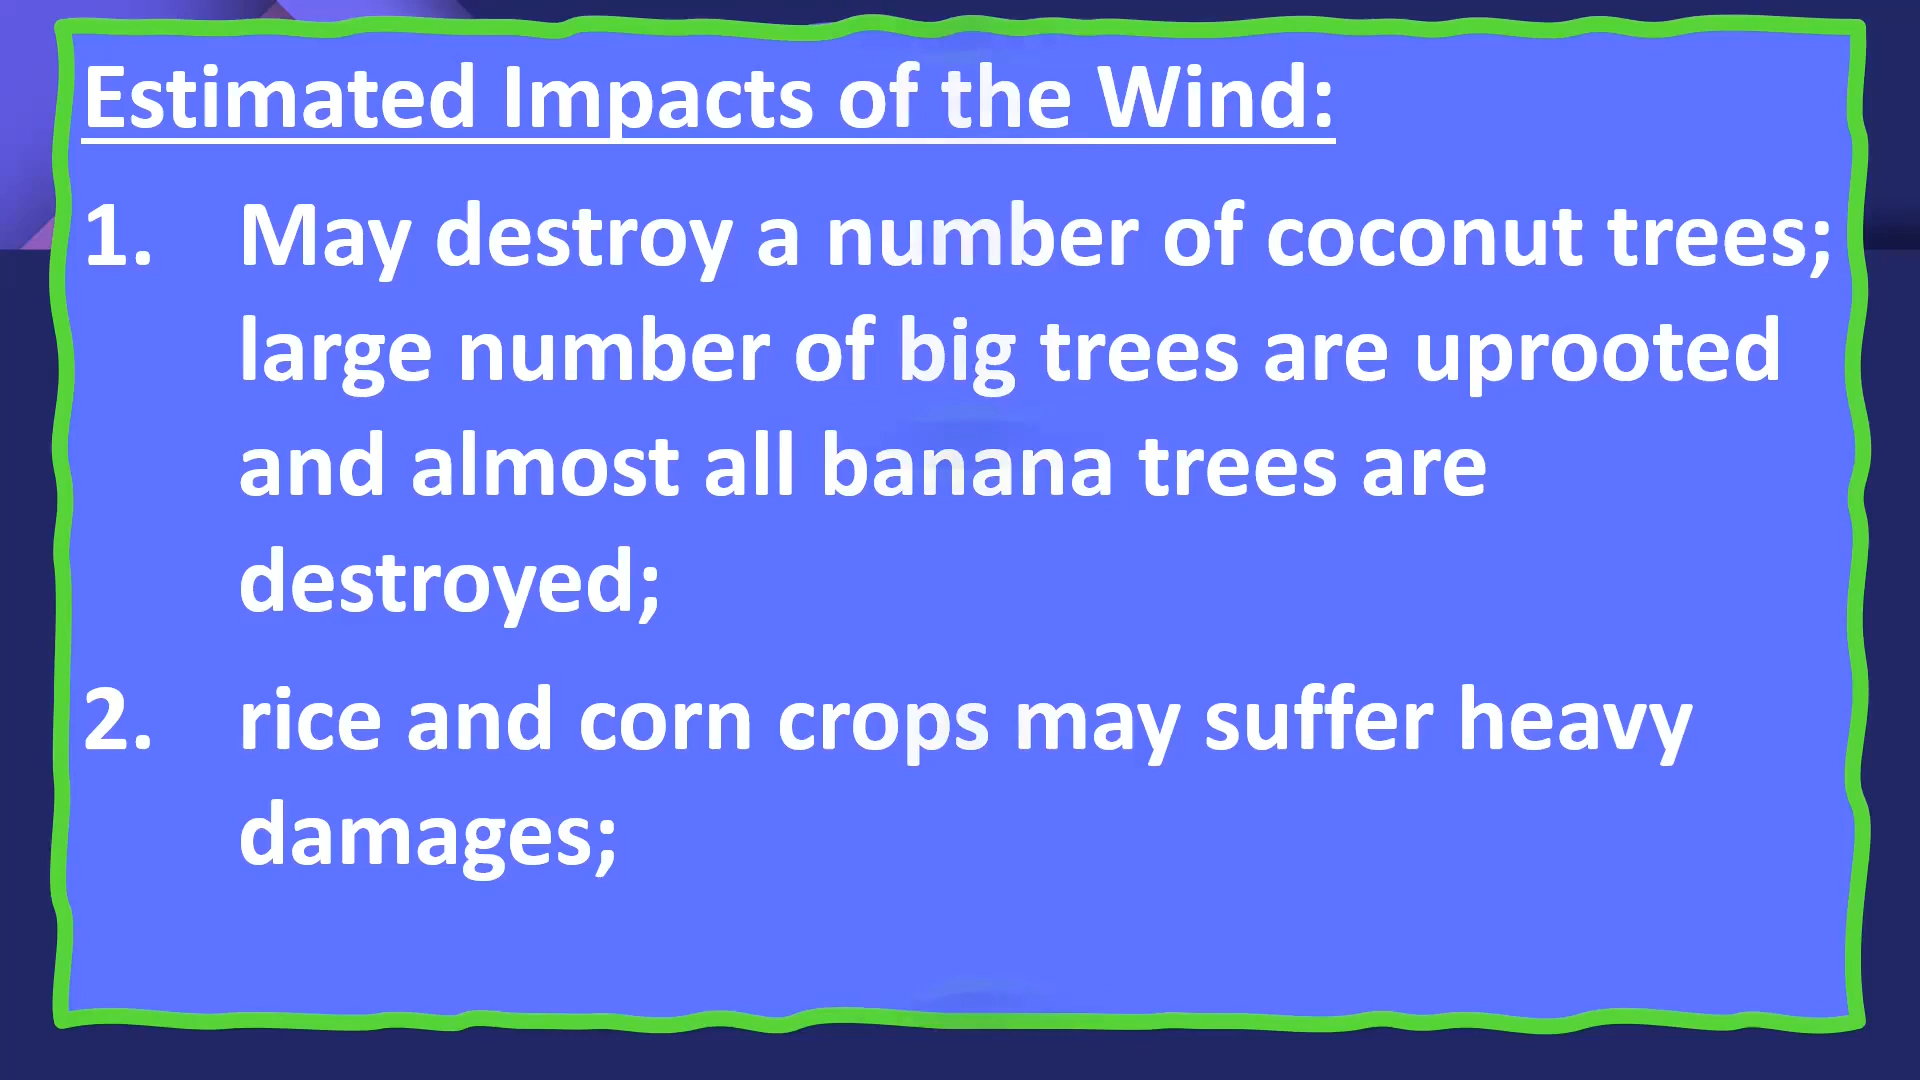 Estimated Impacts of the Wind:
1. May destroy a number of coconut trees;
large number of big trees are uprooted
and almost all banana trees are
destroyed;
2. rice and corn crops may suffer heavy
damages;